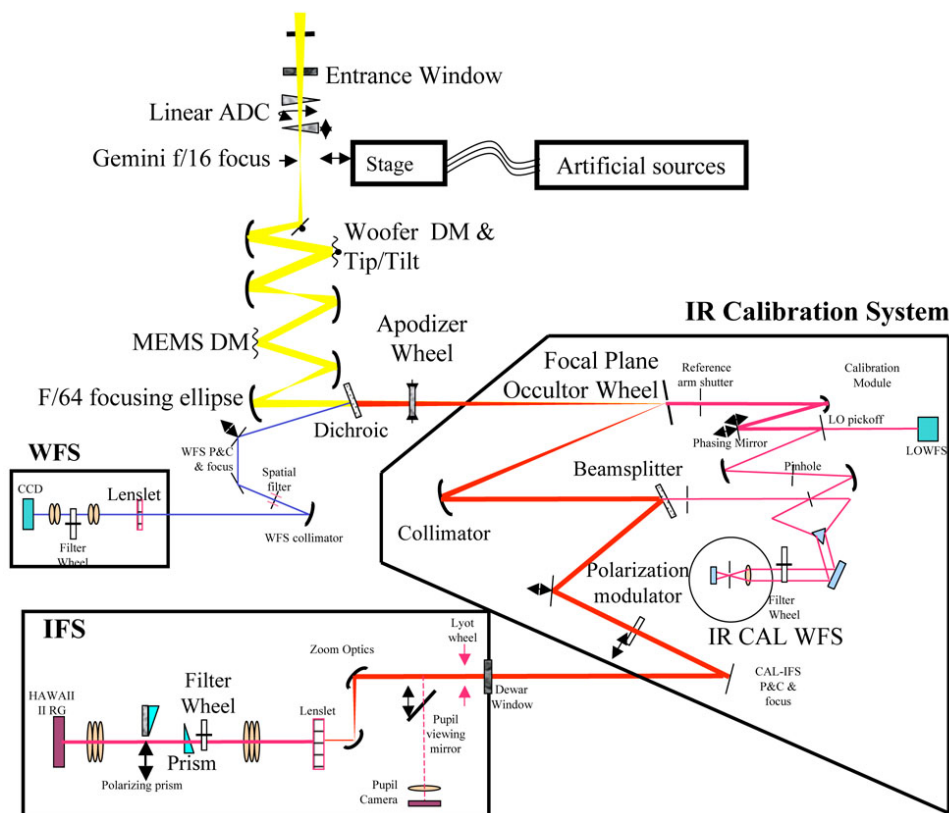 Entrance Window
Linear ADC
Gemini f/16 focus
Stage
Artificial sources
Woofer DM &
Tip/Tilt
MEMS DM
Apodizer
Wheel
F/64 focusing ellipse
Dichroic
IR Calibration System
Focal Plane
Occultor Wheel
Reference
arm shutter
Calibration
Module
LO pickoff
Phasing Mirror
LOWFS
Pinhole
Beamsplitter
Collimator
Polarization
modulator
Filter
Wheel
IR CAL WFS
CAL-IFS
P&C &
focus
WFS
WFS P&C
& focus
Spatial
filter
CCD
Lenslet
Filter
Wheel
WFS collimator
IFS
Lyot
wheel
Zoom Optics
HAWAII
II RG
Filter
Wheel
Lenslet
Dewar
Window
Pupil
viewing
mirror
Prism
Polarizing prism
Pupil
Camera